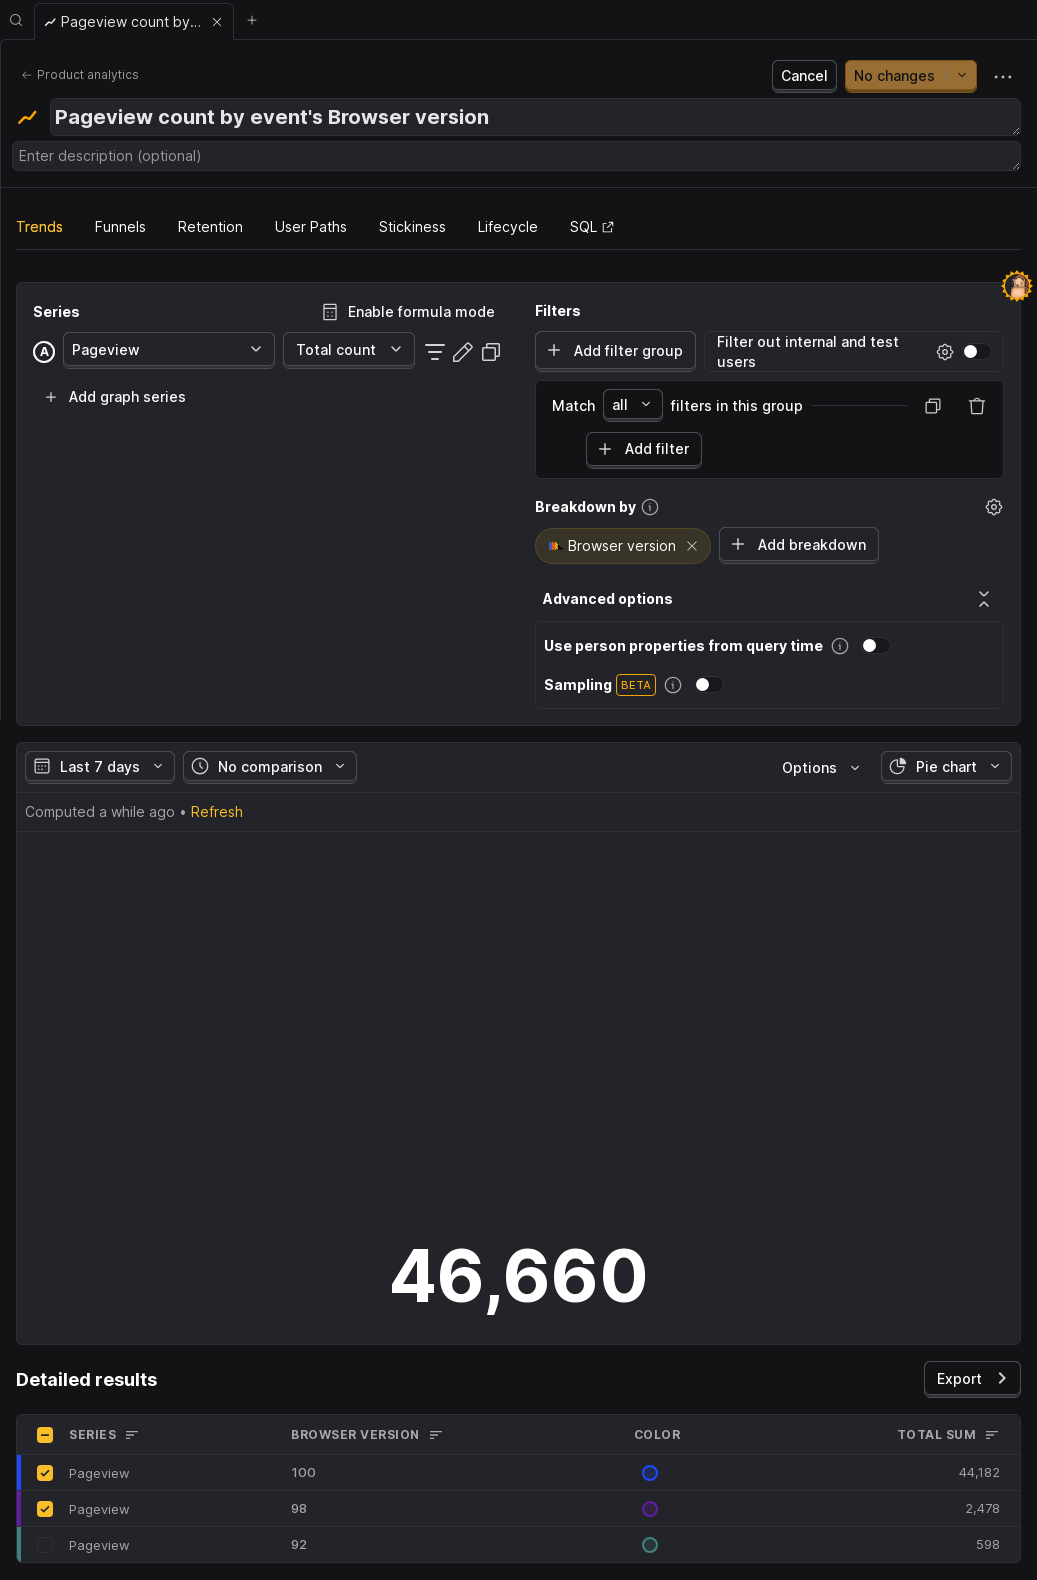 Pageview count by...
Product analytics
Cancel
No changes
Pageview count by event's Browser version
Enter description (optional)
Trends Funnels Retention User Paths Stickiness Lifecycle SQL
Series
Enable formula mode
A Pageview Total count
Add graph series
Filters
Add filter group
Filter out internal and test
users
Match all filters in this group
Add filter
Breakdown by
Browser version
Add breakdown
Advanced options
Use person properties from query time
Sampling BETA
Last 7 days
No comparison
Options
Pie chart
Computed a while ago • Refresh
46,660
Detailed results
Export
SERIES BROWSER VERSION COLOR TOTAL SUM
Pageview 100 44,182
Pageview 98 2,478
Pageview 92 598